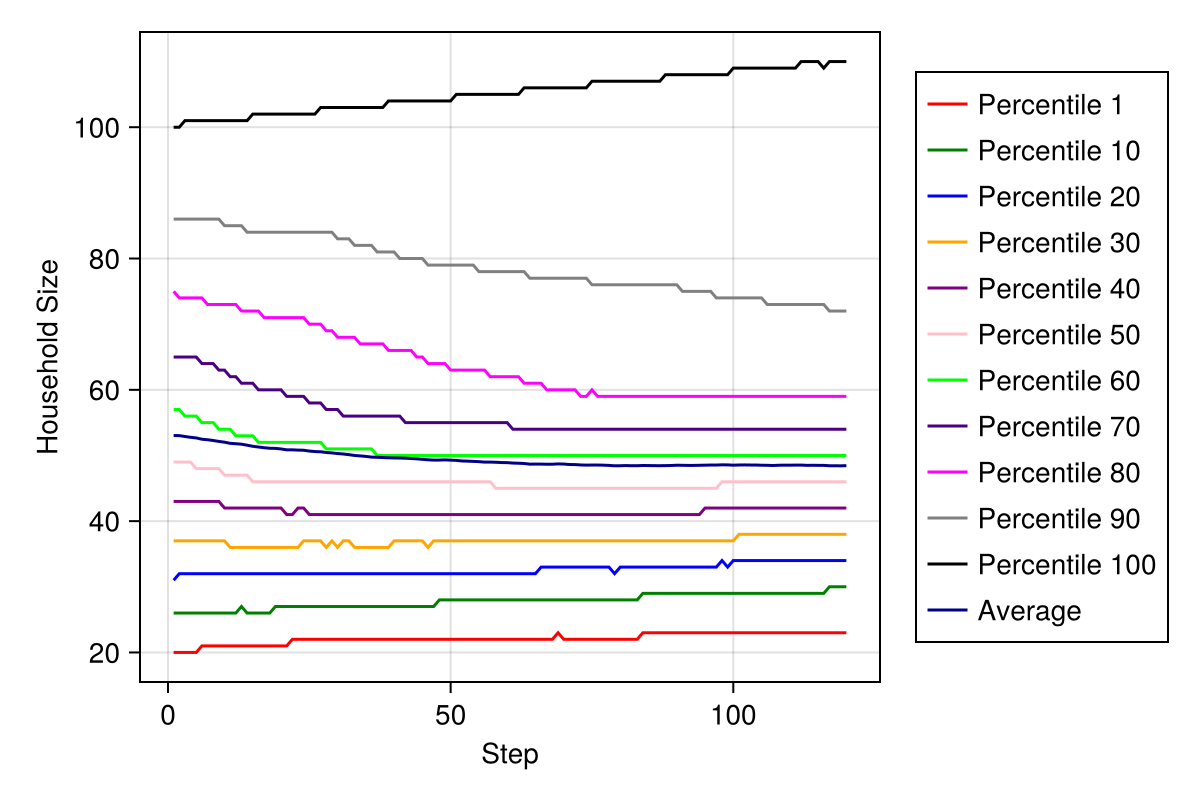 100
80
60
40
20
Household Size
0 50 100
Step
Percentile 1
Percentile 10
Percentile 20
Percentile 30
Percentile 40
Percentile 50
Percentile 60
Percentile 70
Percentile 80
Percentile 90
Percentile 100
Average